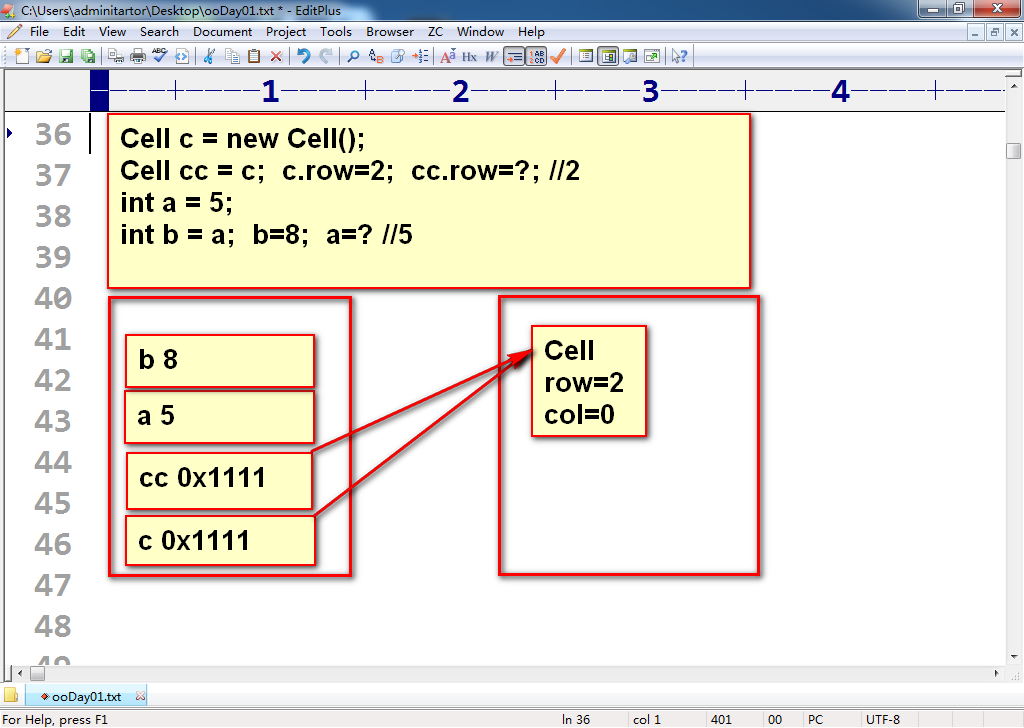 C:\Users\adminitartor\Desktop\ooDay01.txt * - EditPlus
File Edit View Search Document Project Tools Browser ZC Window Help
1 2 3 4
36
37
38
39
40
41
42
43
44
45
46
47
48
49
Cell c = new Cell();
Cell cc = c; c.row=2; cc.row=?; //2
int a = 5;
int b = a; b=8; a=? //5
b 8
a 5
cc 0x1111
c 0x1111
Cell
row=2
col=0
ooDay01.txt
For Help, press F1 ln 36 col 1 401 00 PC UTF-8